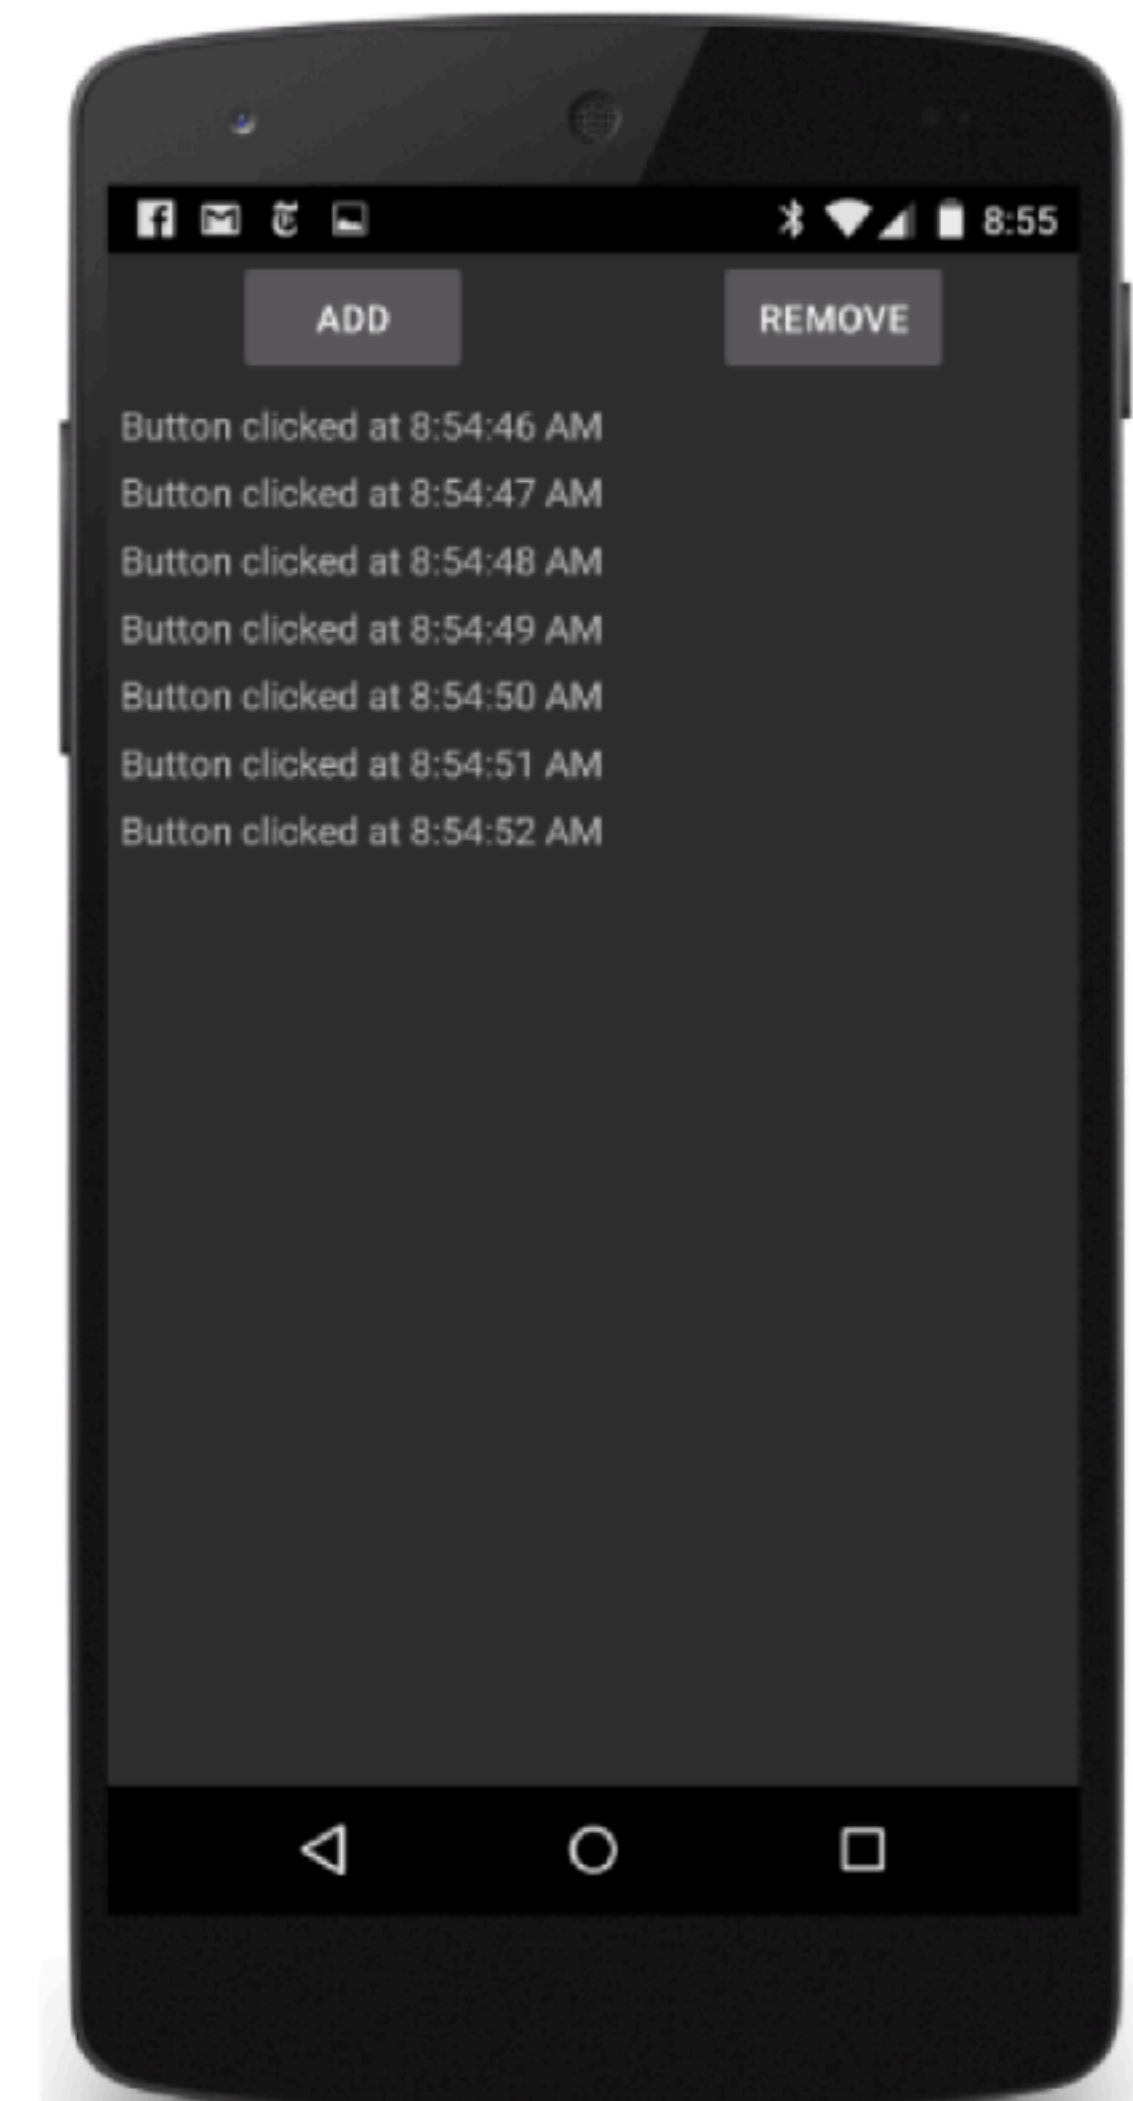 8:55
ADD REMOVE
Button clicked at 8:54:46 AM
Button clicked at 8:54:47 AM
Button clicked at 8:54:48 AM
Button clicked at 8:54:49 AM
Button clicked at 8:54:50 AM
Button clicked at 8:54:51 AM
Button clicked at 8:54:52 AM